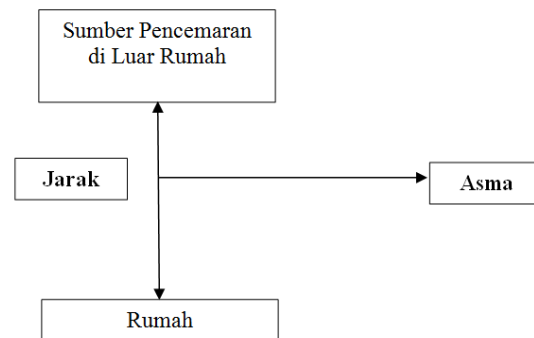 Sumber Pencemaran
di Luar Rumah
Jarak
Asma
Rumah